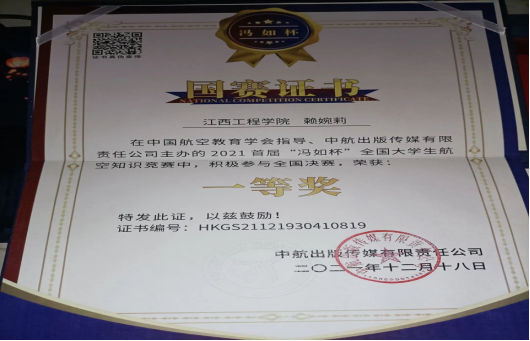 冯如杯
证书真伪查询
国赛证书
NATIONAL COMPETITION CERTIFICATE
江西工程学院 赖婉莉
在中国航空教育学会指导、中航出版传媒有限
责任公司主办的2021首届“冯如杯”全国大学生航
空知识竞赛中，积极参与全国决赛，荣获：
一等奖
特发此证，以兹鼓励！
证书编号：HKGS21121930410819
中航出版传媒有限责任公司
二〇二一年十二月十八日